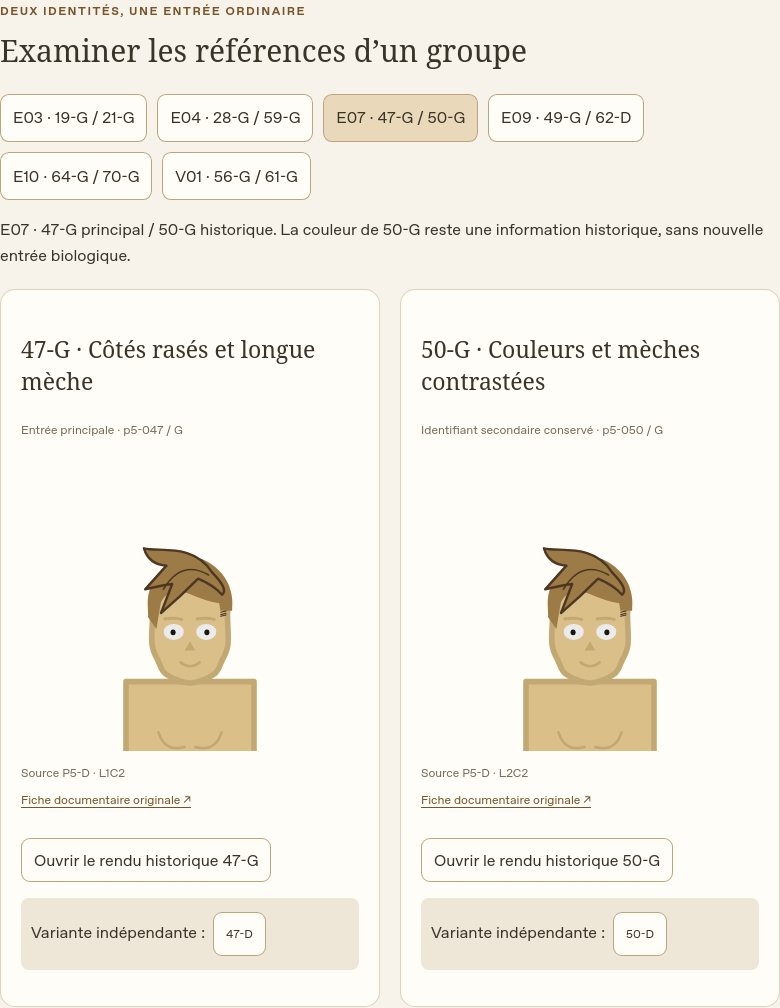 DEUX IDENTITÉS, UNE ENTRÉE ORDINAIRE
Examiner les références d’un groupe
E03 · 19-G / 21-G
E04 · 28-G / 59-G
E07 · 47-G / 50-G
E09 · 49-G / 62-D
E10 · 64-G / 70-G
V01 · 56-G / 61-G
E07 · 47-G principal / 50-G historique. La couleur de 50-G reste une information historique, sans nouvelle
entrée biologique.
47-G · Côtés rasés et longue
mèche
Entrée principale · p5-047 / G
Source P5-D · L1C2
Fiche documentaire originale ↗
Ouvrir le rendu historique 47-G
Variante indépendante :
47-D
50-G · Couleurs et mèches
contrastées
Identifiant secondaire conservé · p5-050 / G
Source P5-D · L2C2
Fiche documentaire originale ↗
Ouvrir le rendu historique 50-G
Variante indépendante :
50-D